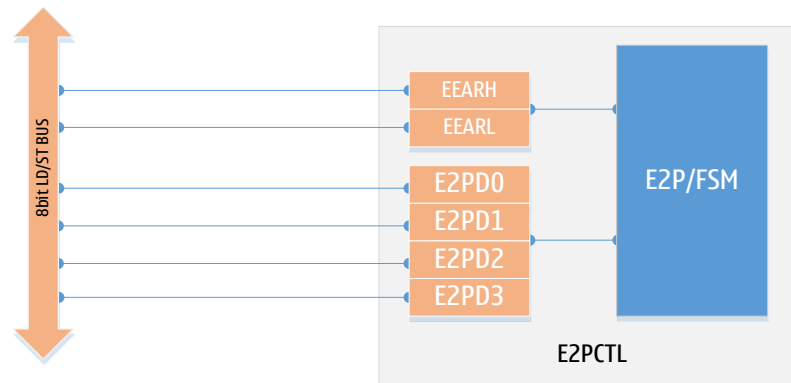 8bit LD/ST BUS
EEARH
EEARL
E2PD0
E2PD1
E2PD2
E2PD3
E2P/FSM
E2PCTL